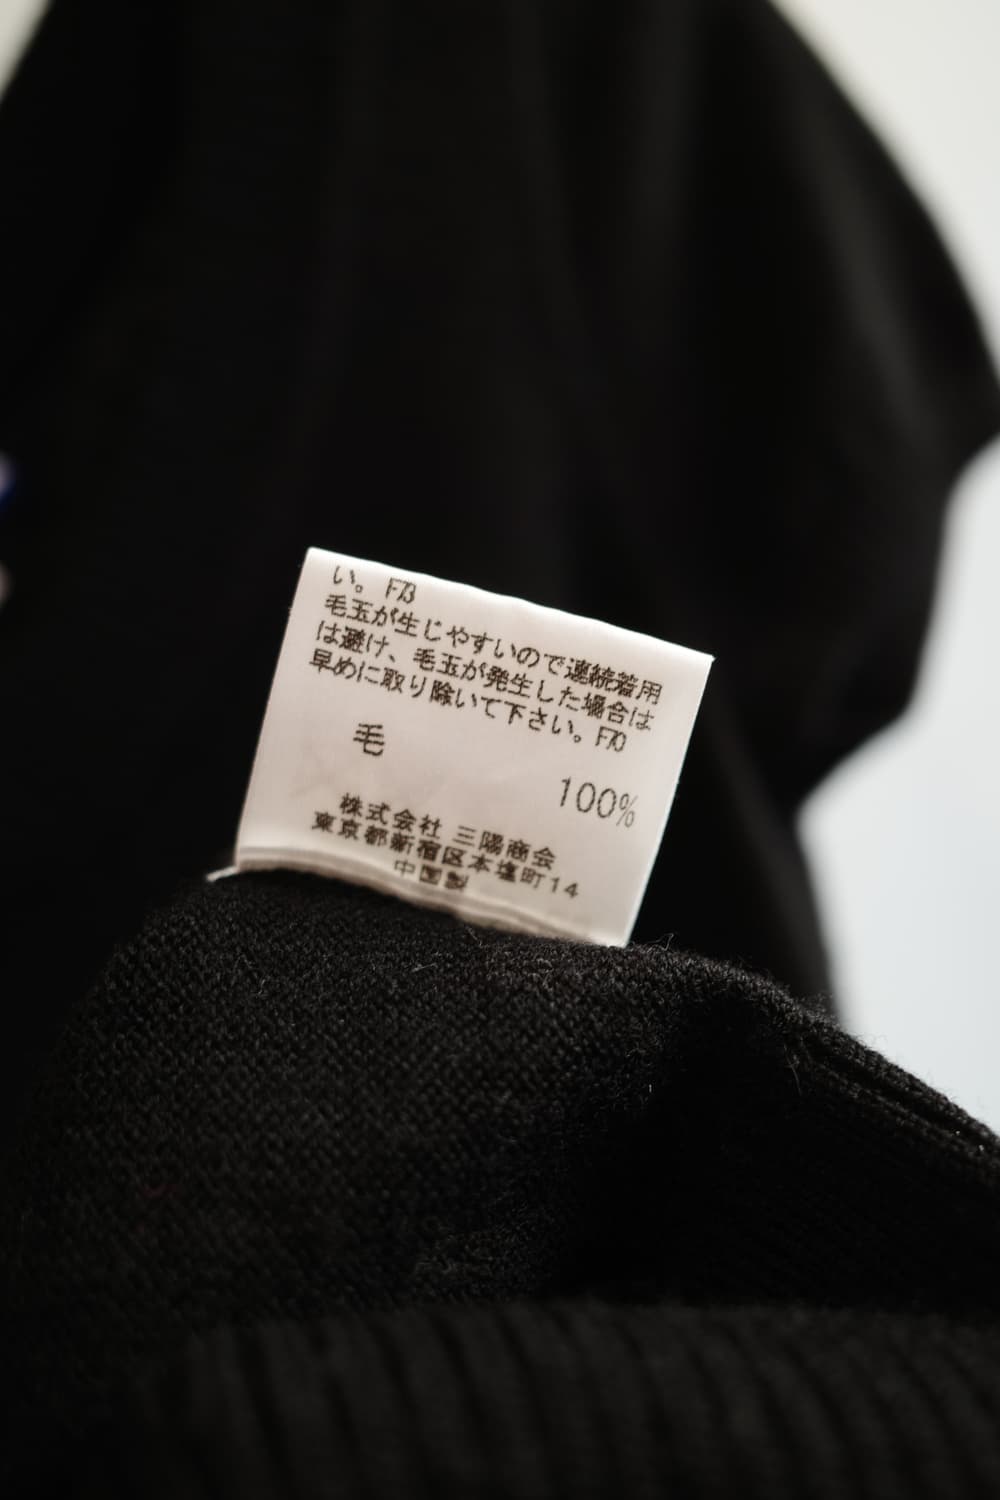 い。 F73
毛玉が生じやすいので連続着用
は避け、毛玉が発生した場合は
早めに取り除いて下さい。F70
毛
100%
株式会社 三陽商会
東京都新宿区本塩町14
中国製